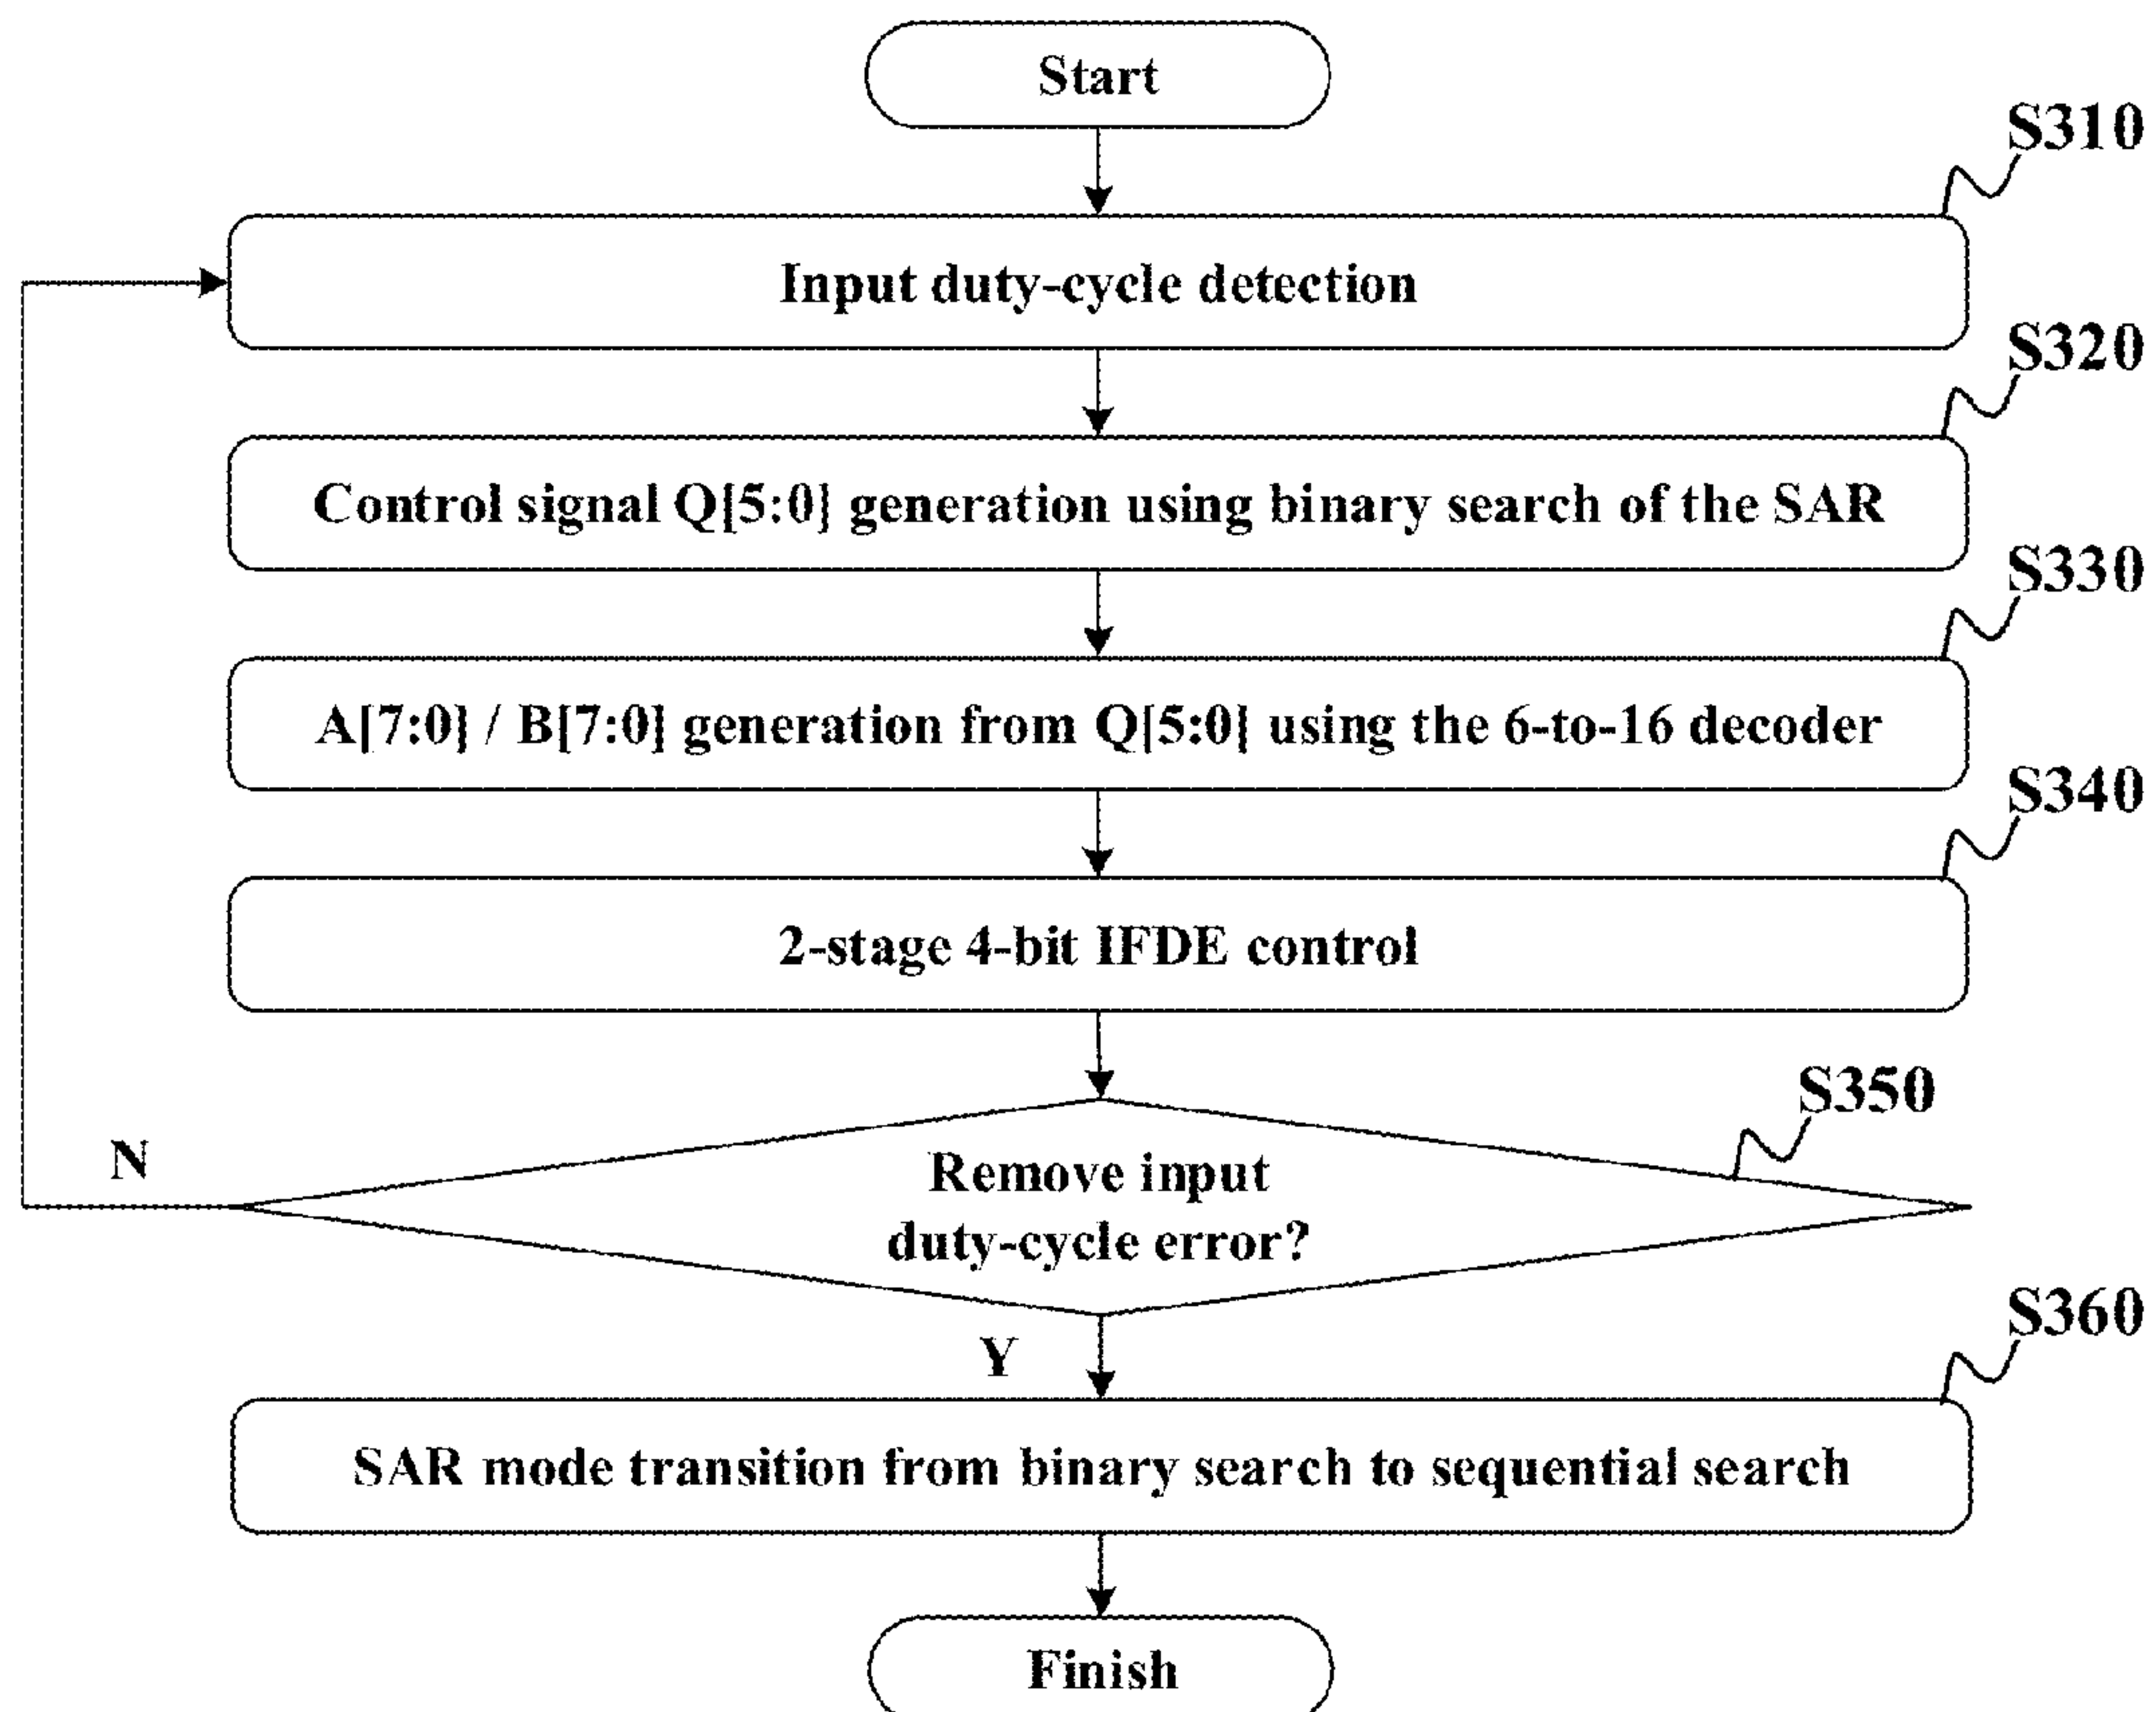 Start
S310
Input duty-cycle detection
S320
Control signal Q[5:0] generation using binary search of the SAR
S330
A[7:0] / B[7:0] generation from Q[5:0] using the 6-to-16 decoder
S340
2-stage 4-bit IFDE control
S350
N
Remove input
duty-cycle error?
S360
Y
SAR mode transition from binary search to sequential search
Finish